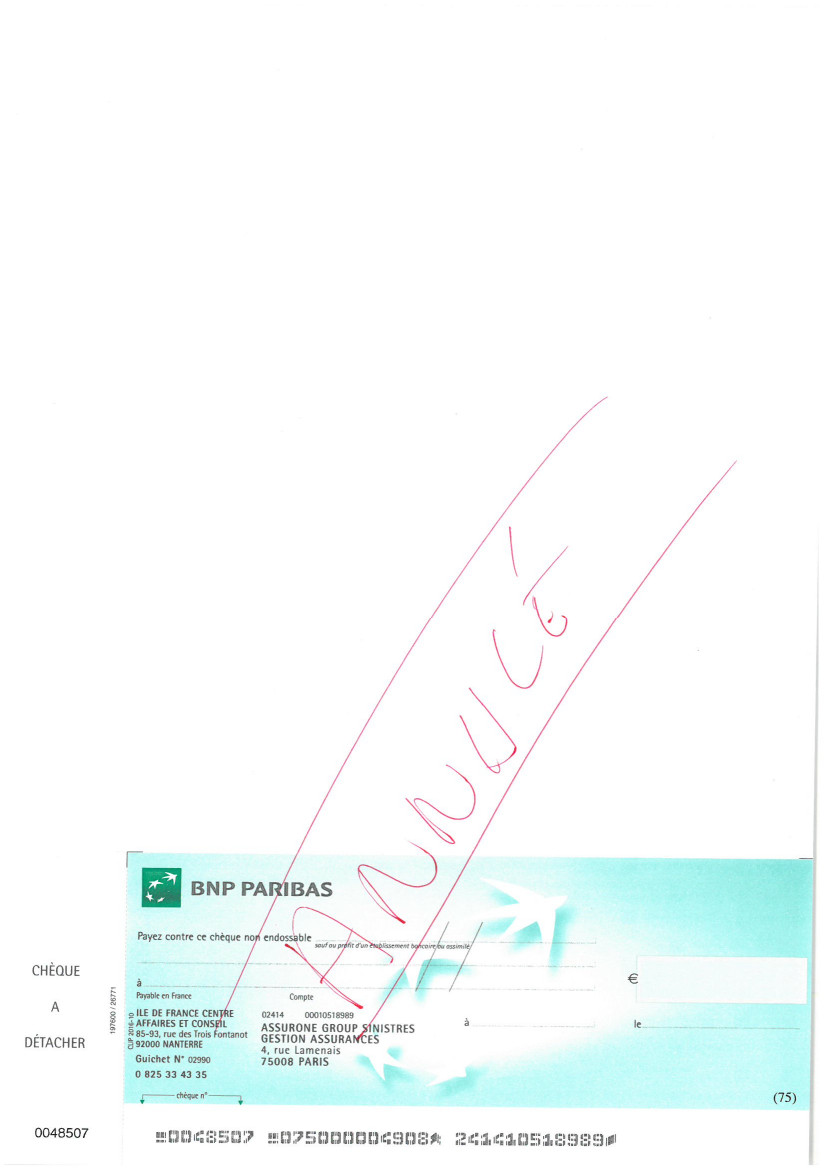 ANNULÉ
BNP PARIBAS
Payez contre ce chèque non endossable
sauf au profit d'un établissement bancaire ou assimilé
à
€
Payable en France
Compte
ILE DE FRANCE CENTRE
AFFAIRES ET CONSEIL
85-93, rue des Trois Fontanot
92000 NANTERRE
Guichet N° 02990
0 825 33 43 35
02414 00010518989
ASSURONE GROUP SINISTRES
GESTION ASSURANCES
4, rue Lamenais
75008 PARIS
à
le
chèque n°
(75)
CHÈQUE
A
DÉTACHER
197600 / 26771
CLIP 2016-10
0048507
⑈0048507 ⑈075000004908⑆ 241410518989⑉